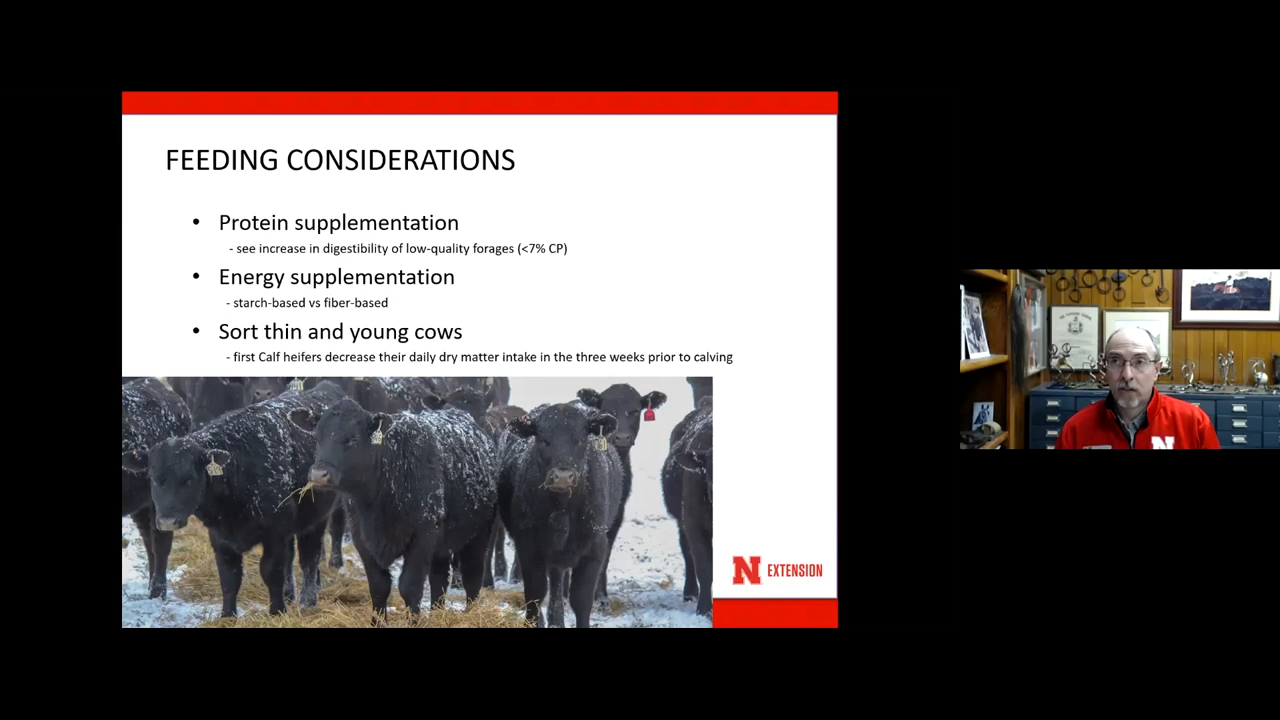 FEEDING CONSIDERATIONS
• Protein supplementation
- see increase in digestibility of low-quality forages (<7% CP)
• Energy supplementation
- starch-based vs fiber-based
• Sort thin and young cows
- first Calf heifers decrease their daily dry matter intake in the three weeks prior to calving
N EXTENSION
N